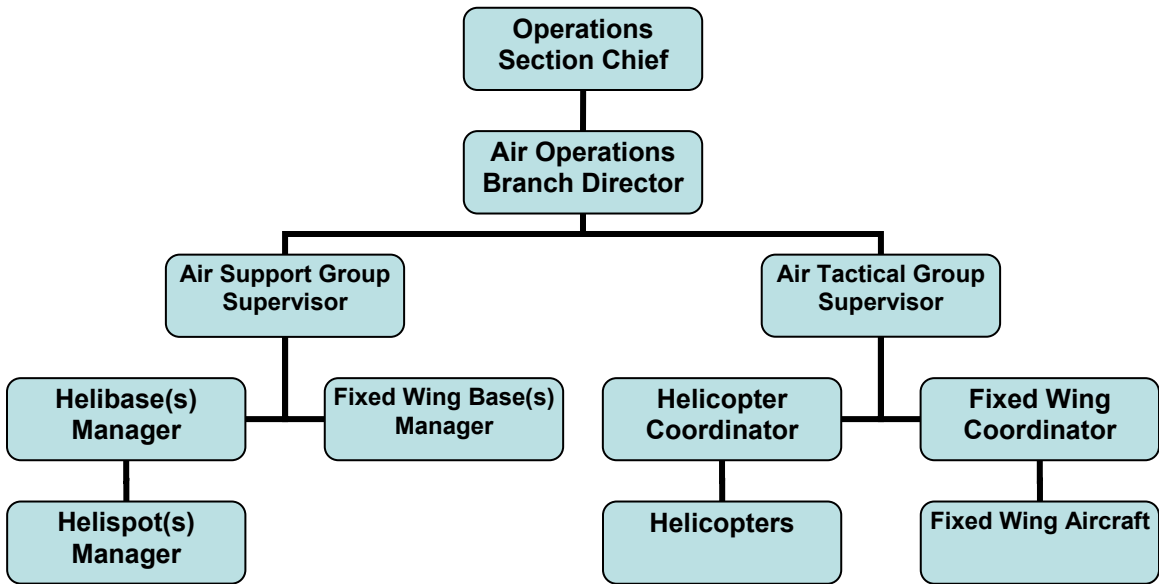 Operations
Section Chief
Air Operations
Branch Director
Air Support Group
Supervisor
Air Tactical Group
Supervisor
Helibase(s)
Manager
Fixed Wing Base(s)
Manager
Helicopter
Coordinator
Fixed Wing
Coordinator
Helispot(s)
Manager
Helicopters
Fixed Wing Aircraft